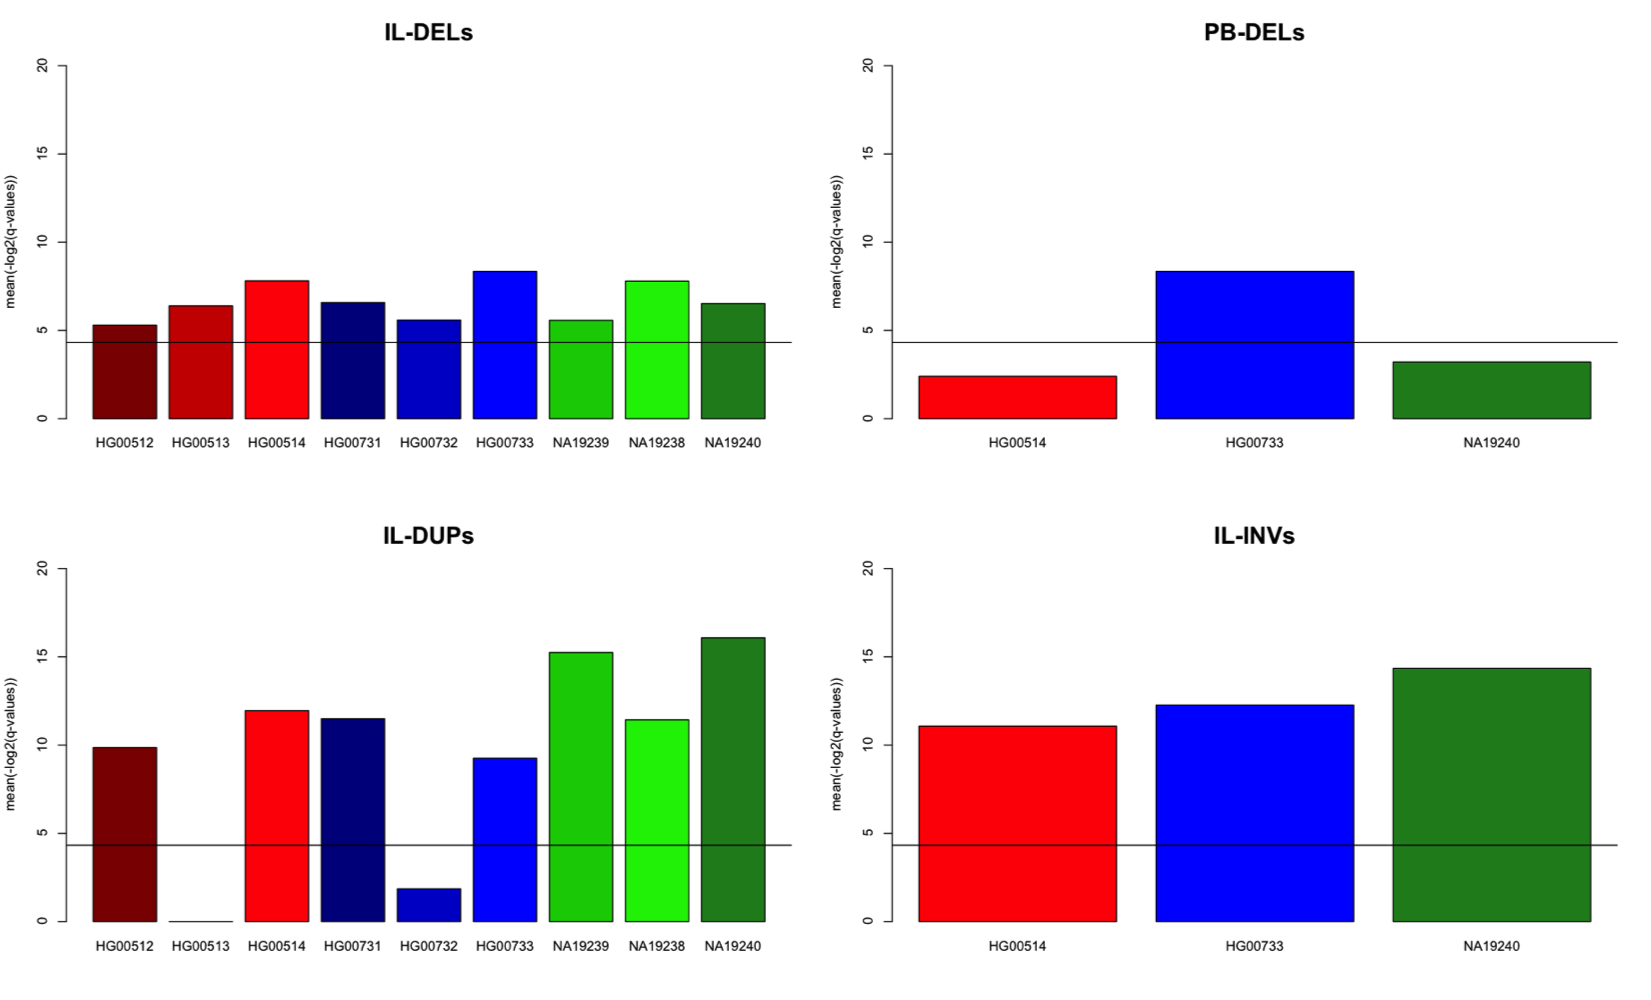 IL-DELs
mean(-log2(q-values))
20
15
10
5
0
HG00512 HG00513 HG00514 HG00731 HG00732 HG00733 NA19239 NA19238 NA19240
PB-DELs
mean(-log2(q-values))
20
15
10
5
0
HG00514 HG00733 NA19240
IL-DUPs
mean(-log2(q-values))
20
15
10
5
0
HG00512 HG00513 HG00514 HG00731 HG00732 HG00733 NA19239 NA19238 NA19240
IL-INVs
mean(-log2(q-values))
20
15
10
5
0
HG00514 HG00733 NA19240